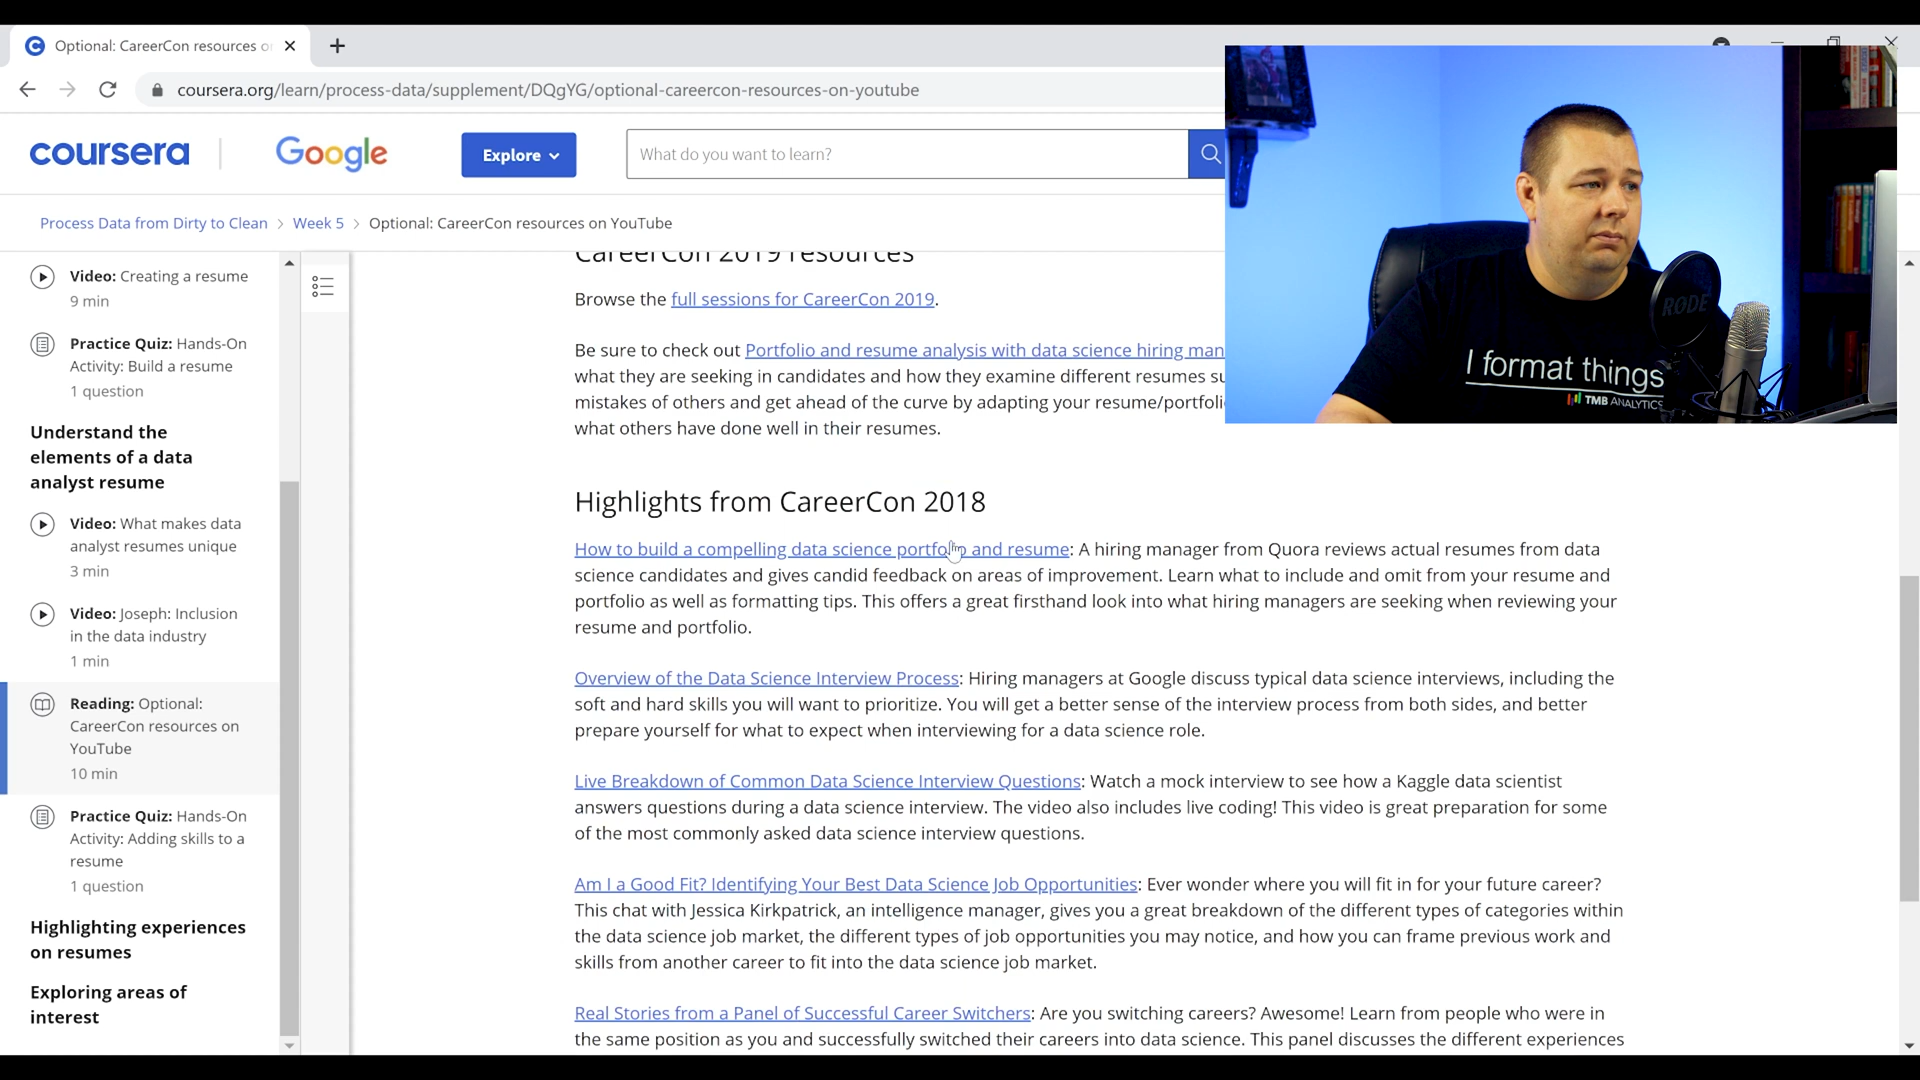 Optional: CareerCon resources o
coursera.org/learn/process-data/supplement/DQgYG/optional-careercon-resources-on-youtube
coursera
Google
Explore
What do you want to learn?
Process Data from Dirty to Clean
Week 5
Optional: CareerCon resources on YouTube
Video: Creating a resume
9 min
Practice Quiz: Hands-On
Activity: Build a resume
1 question
Understand the
elements of a data
analyst resume
Video: What makes data
analyst resumes unique
3 min
Video: Joseph: Inclusion
in the data industry
1 min
Reading: Optional:
CareerCon resources on
YouTube
10 min
Practice Quiz: Hands-On
Activity: Adding skills to a
resume
1 question
Highlighting experiences
on resumes
Exploring areas of
interest
CareerCon 2019 resources
Browse the full sessions for CareerCon 2019.
Be sure to check out Portfolio and resume analysis with data science hiring man
what they are seeking in candidates and how they examine different resumes su
mistakes of others and get ahead of the curve by adapting your resume/portfoli
what others have done well in their resumes.
Highlights from CareerCon 2018
How to build a compelling data science portfolio and resume: A hiring manager from Quora reviews actual resumes from data
science candidates and gives candid feedback on areas of improvement. Learn what to include and omit from your resume and
portfolio as well as formatting tips. This offers a great firsthand look into what hiring managers are seeking when reviewing your
resume and portfolio.
Overview of the Data Science Interview Process: Hiring managers at Google discuss typical data science interviews, including the
soft and hard skills you will want to prioritize. You will get a better sense of the interview process from both sides, and better
prepare yourself for what to expect when interviewing for a data science role.
Live Breakdown of Common Data Science Interview Questions: Watch a mock interview to see how a Kaggle data scientist
answers questions during a data science interview. The video also includes live coding! This video is great preparation for some
of the most commonly asked data science interview questions.
Am I a Good Fit? Identifying Your Best Data Science Job Opportunities: Ever wonder where you will fit in for your future career?
This chat with Jessica Kirkpatrick, an intelligence manager, gives you a great breakdown of the different types of categories within
the data science job market, the different types of job opportunities you may notice, and how you can frame previous work and
skills from another career to fit into the data science job market.
Real Stories from a Panel of Successful Career Switchers: Are you switching careers? Awesome! Learn from people who were in
the same position as you and successfully switched their careers into data science. This panel discusses the different experiences
RODE
I format things
TMB ANALYTICS